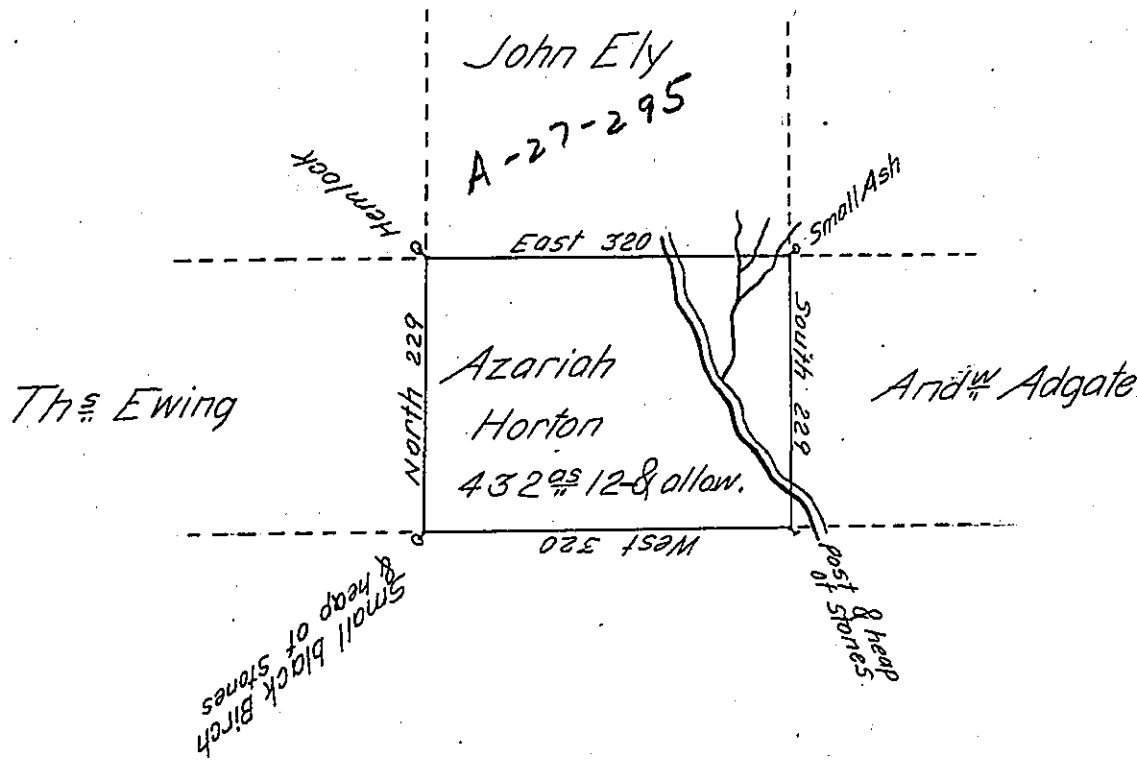 John Ely
A-27-295
Hemlock
Small Ash
East 320
North 229
South 229
Ths Ewing
Azariah
Horton
432as 12 & allow.
Andw Adgate
West 320
Small black Birch
& heap of
Stones
post & heap
of Stones.